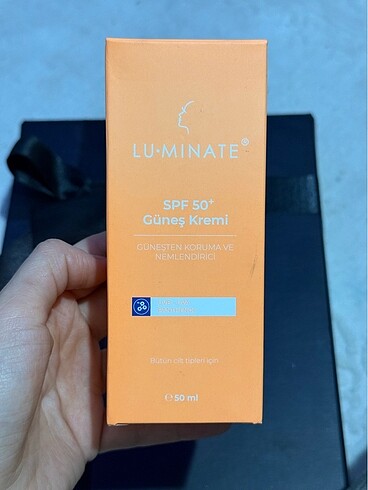 LU•MINATE®
SPF 50+
Güneş Kremi
GÜNEŞTEN KORUMA VE
NEMLENDİRİCİ
Bütün cilt tipleri için
℮ 50 ml